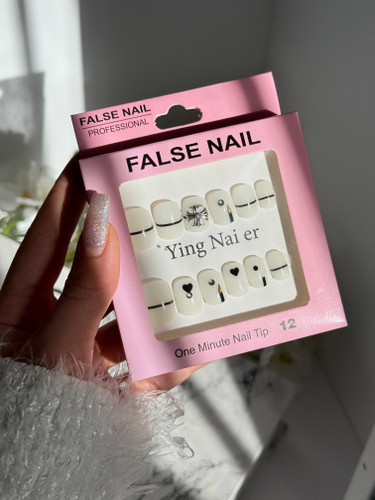 FALSE NAIL
PROFESSIONAL
FALSE NAIL
Ying Nai er
One Minute Nail Tip 12